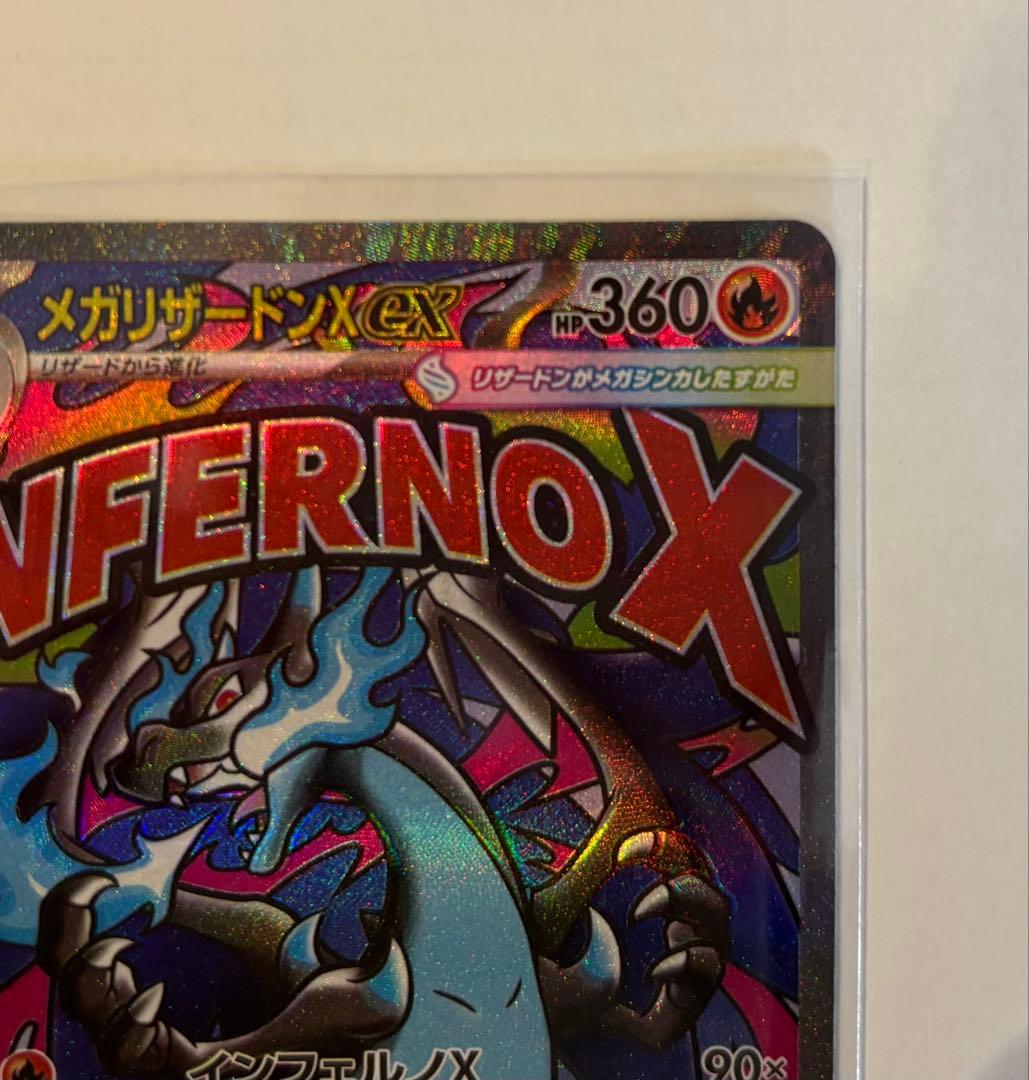 メガリザードンXex HP360
リザードから進化
リザードンがメガシンカしたすがた
INFERNO X
インフェルノX 90×